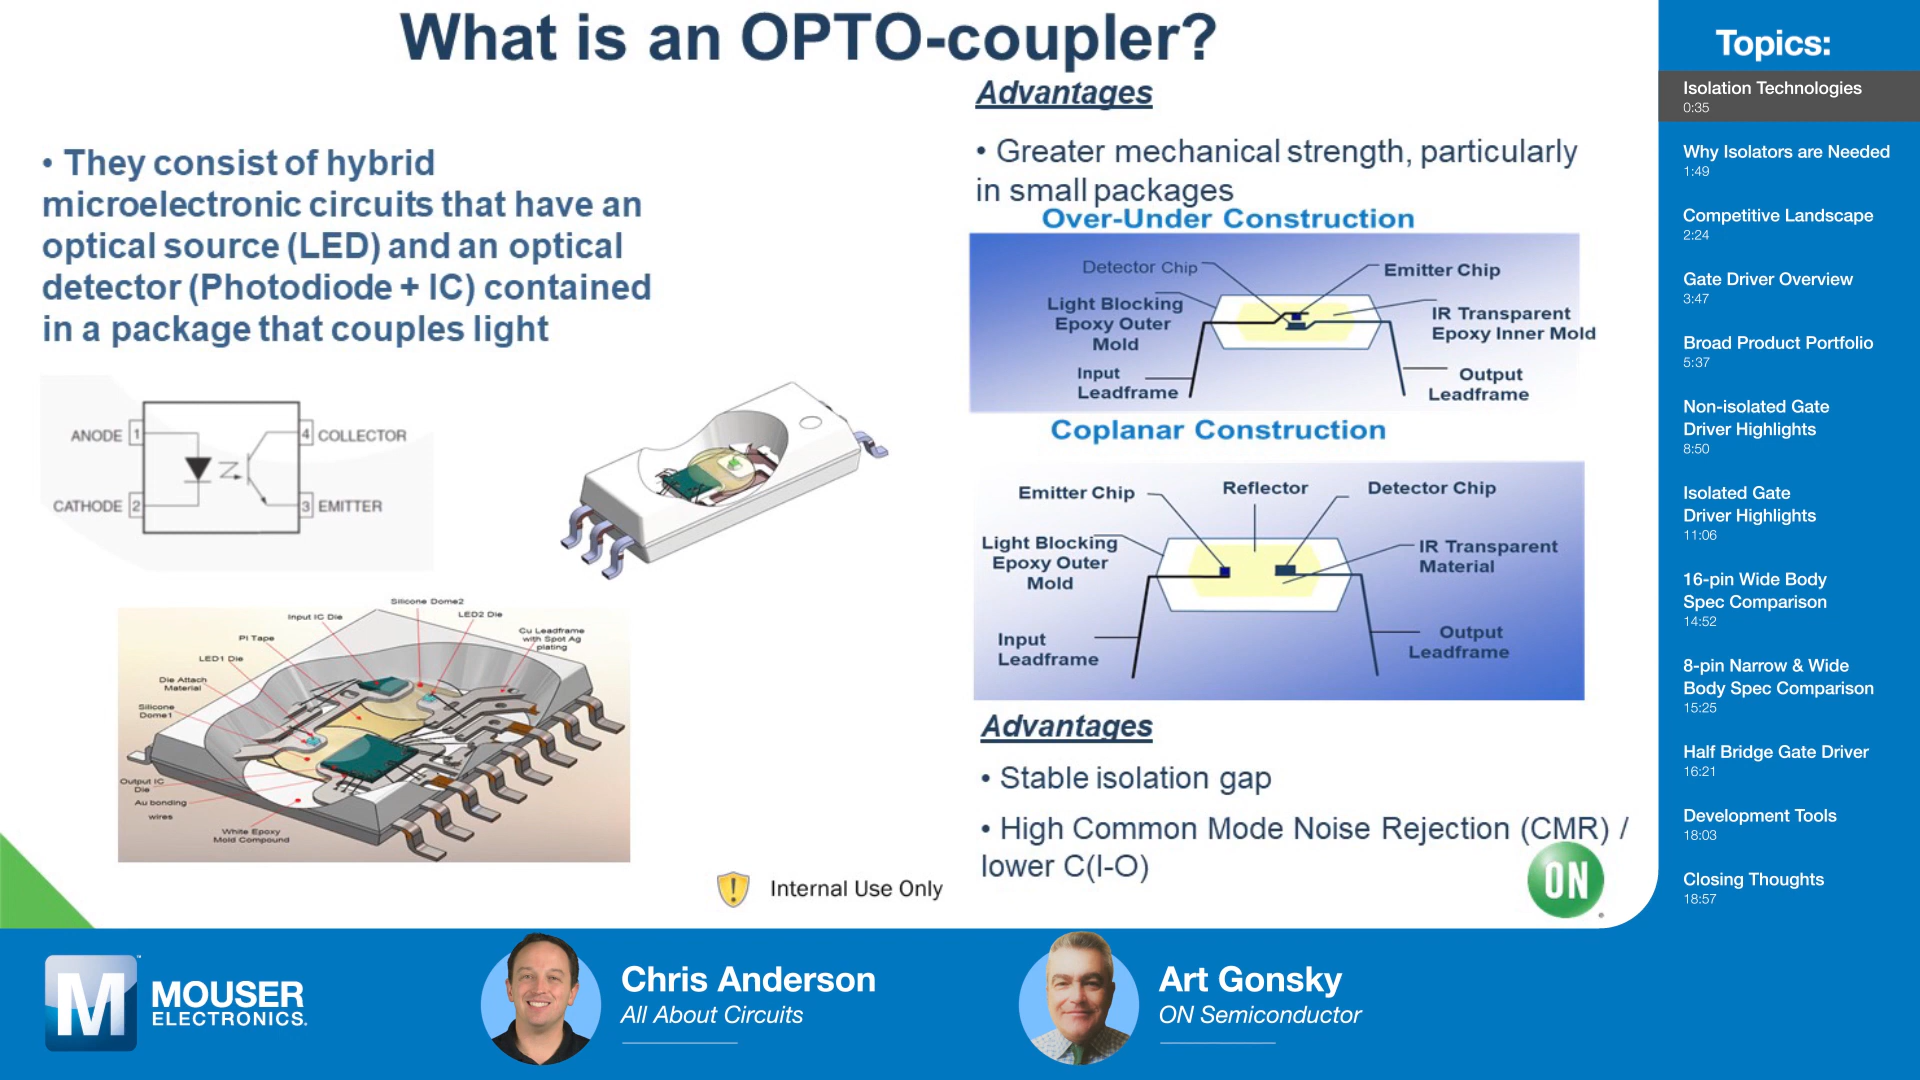 What is an OPTO-coupler?
• They consist of hybrid
microelectronic circuits that have an
optical source (LED) and an optical
detector (Photodiode + IC) contained
in a package that couples light
ANODE 1
4 COLLECTOR
CATHODE 2
3 EMITTER
Silicone Dome2
Input IC Die
LED2 Die
PI Tape
Cu Leadframe
with Spot Ag
plating
LED1 Die
Die Attach
Material
Silicone
Dome1
Output IC
Die
Au bonding
wires
White Epoxy
Mold Compound
Internal Use Only
Advantages
• Greater mechanical strength, particularly
in small packages
Over-Under Construction
Detector Chip
Emitter Chip
Light Blocking
Epoxy Outer
Mold
IR Transparent
Epoxy Inner Mold
Input
Leadframe
Output
Leadframe
Coplanar Construction
Emitter Chip
Reflector
Detector Chip
Light Blocking
Epoxy Outer
Mold
IR Transparent
Material
Input
Leadframe
Output
Leadframe
Advantages
• Stable isolation gap
• High Common Mode Noise Rejection (CMR) /
lower C(I-O)
ON
Topics:
Isolation Technologies
0:35
Why Isolators are Needed
1:49
Competitive Landscape
2:24
Gate Driver Overview
3:47
Broad Product Portfolio
5:37
Non-isolated Gate
Driver Highlights
8:50
Isolated Gate
Driver Highlights
11:06
16-pin Wide Body
Spec Comparison
14:52
8-pin Narrow & Wide
Body Spec Comparison
15:25
Half Bridge Gate Driver
16:21
Development Tools
18:03
Closing Thoughts
18:57
M
MOUSER
ELECTRONICS.
Chris Anderson
All About Circuits
Art Gonsky
ON Semiconductor